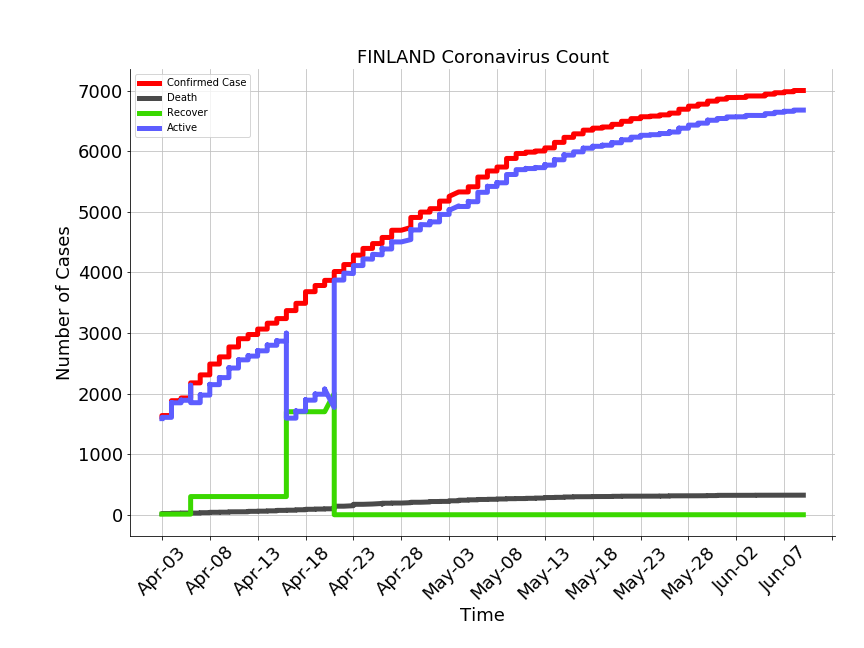 FINLAND Coronavirus Count
Confirmed Case
Death
Recover
Active
7000
6000
5000
4000
3000
2000
1000
0
Number of Cases
Apr-03
Apr-08
Apr-13
Apr-18
Apr-23
Apr-28
May-03
May-08
May-13
May-18
May-23
May-28
Jun-02
Jun-07
Time